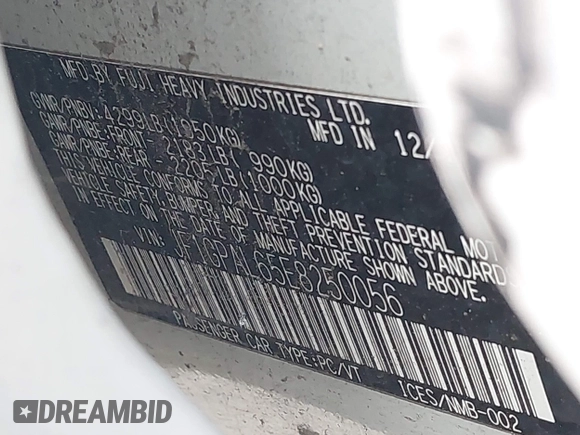 MFD.BY FUJI HEAVY INDUSTRIES LTD.
MFD IN 12/
GVWR/PNBV: 4299LB (1950KG)
GAWR/PNBE:FRONT 2183LB ( 990KG)
GAWR/PNBE:REAR 2205LB (1000KG)
THIS VEHICLE CONFORMS TO ALL APPLICABLE FEDERAL MOT
VEHICLE SAFETY, BUMPER AND THEFT PREVENTION STANDARDS
IN EFFECT ON THE DATE OF MANUFACTURE SHOWN ABOVE.
VIN: JF1GPAL65E8250056
PASSENGER CAR TYPE:PC/VT ICES/NMB-002
DREAMBID